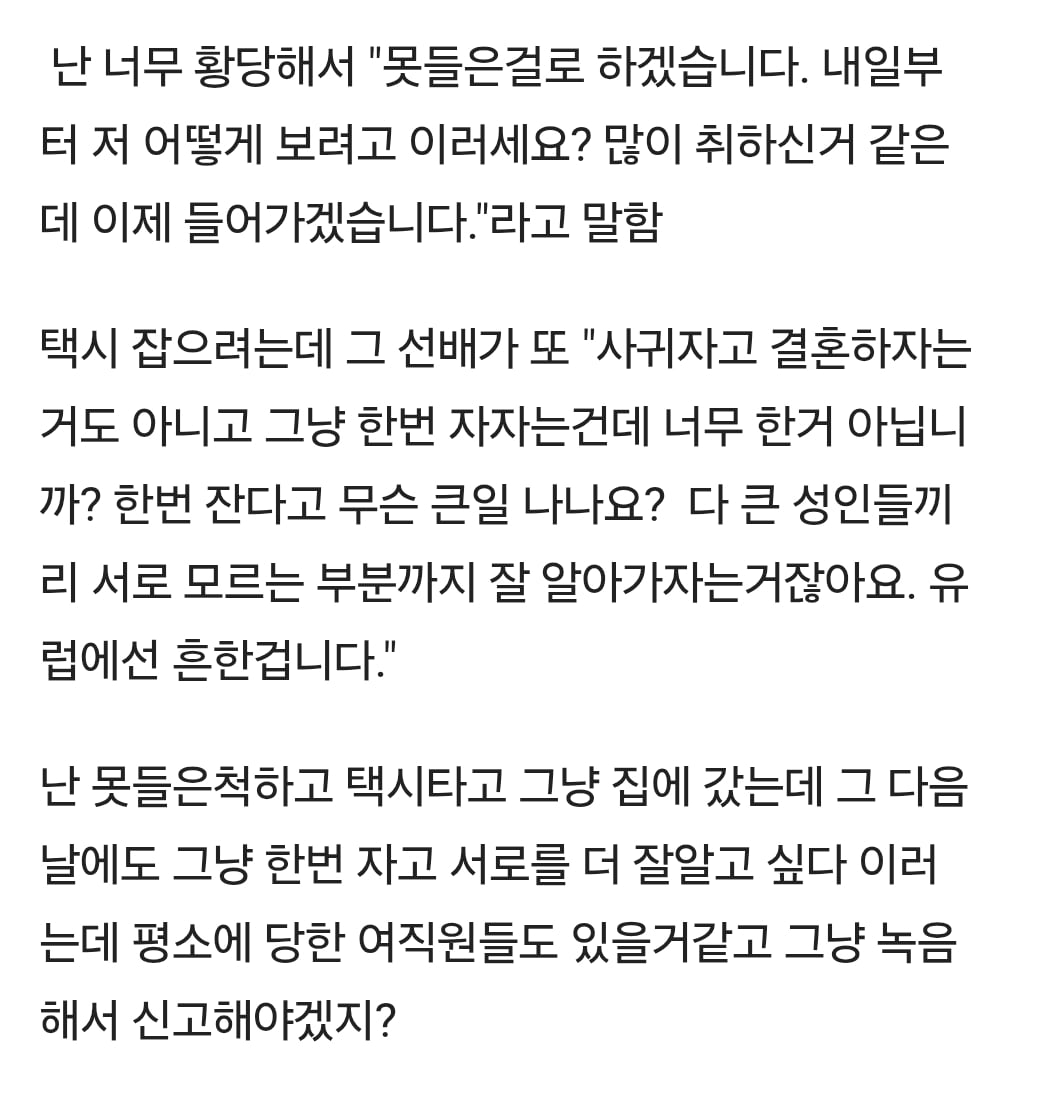 난 너무 황당해서 "못들은걸로 하겠습니다. 내일부
터 저 어떻게 보려고 이러세요? 많이 취하신거 같은
데 이제 들어가겠습니다."라고 말함
택시 잡으려는데 그 선배가 또 "사귀자고 결혼하자는
거도 아니고 그냥 한번 자자는건데 너무 한거 아닙니
까? 한번 잔다고 무슨 큰일 나나요? 다 큰 성인들끼
리 서로 모르는 부분까지 잘 알아가자는거잖아요. 유
럽에선 흔한겁니다."
난 못들은척하고 택시타고 그냥 집에 갔는데 그 다음
날에도 그냥 한번 자고 서로를 더 잘알고 싶다 이러
는데 평소에 당한 여직원들도 있을거같고 그냥 녹음
해서 신고해야겠지?